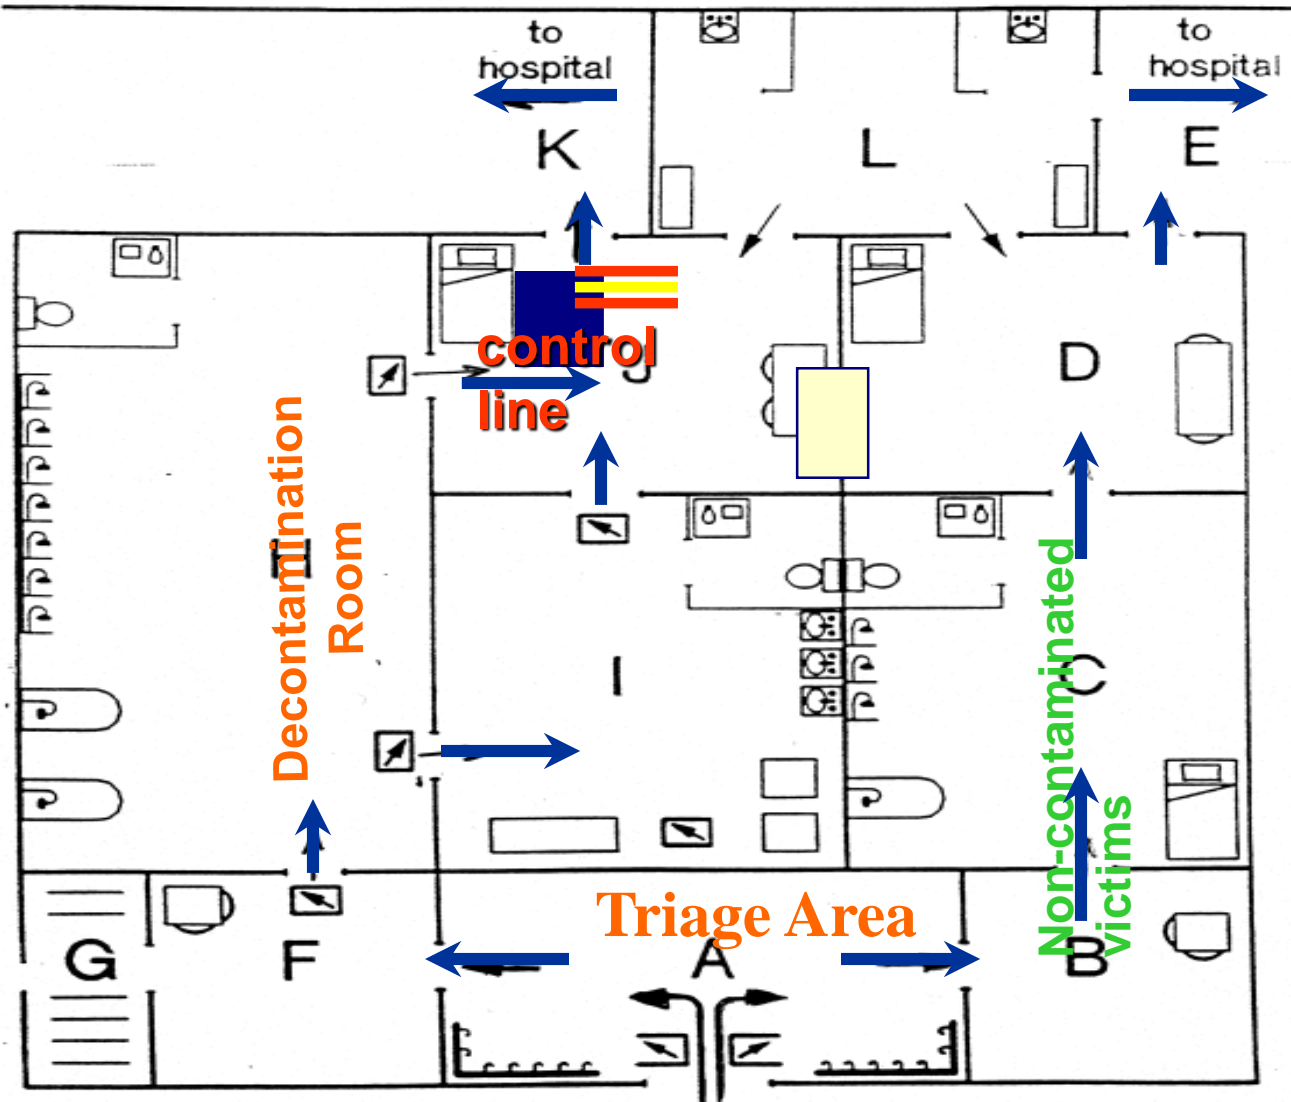 to
hospital
to
hospital
K
L
E
control
line
J
D
Decontamination
Room
H
I
Non-contaminated
victims
C
Triage Area
G
F
A
B